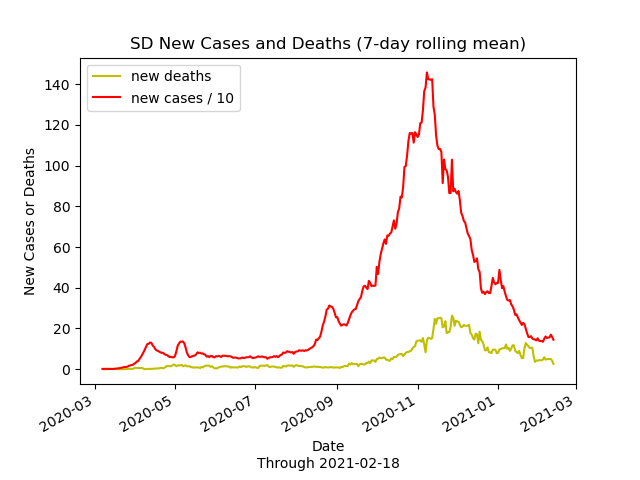 SD New Cases and Deaths (7-day rolling mean)
new deaths
new cases / 10
New Cases or Deaths
140
120
100
80
60
40
20
0
2020-03
2020-05
2020-07
2020-09
2020-11
2021-01
2021-03
Date
Through 2021-02-18